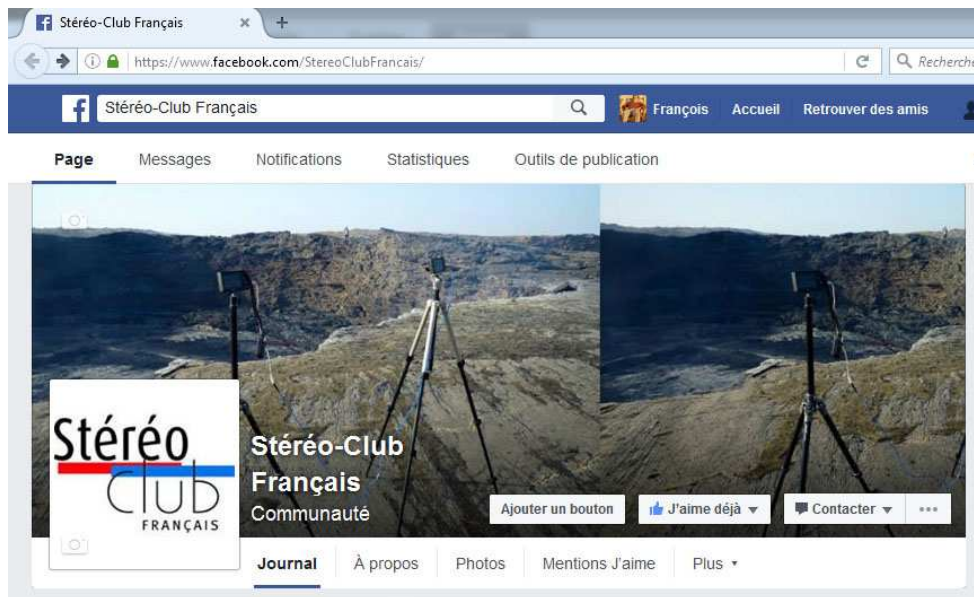 Stéréo-Club Français
https://www.facebook.com/StereoClubFrancais/
Recherche
Stéréo-Club Français
François Accueil Retrouver des amis
Page Messages Notifications Statistiques Outils de publication
Stéréo
Club
FRANÇAIS
Stéréo-Club
Français
Communauté
Ajouter un bouton J'aime déjà Contacter
Journal À propos Photos Mentions J'aime Plus